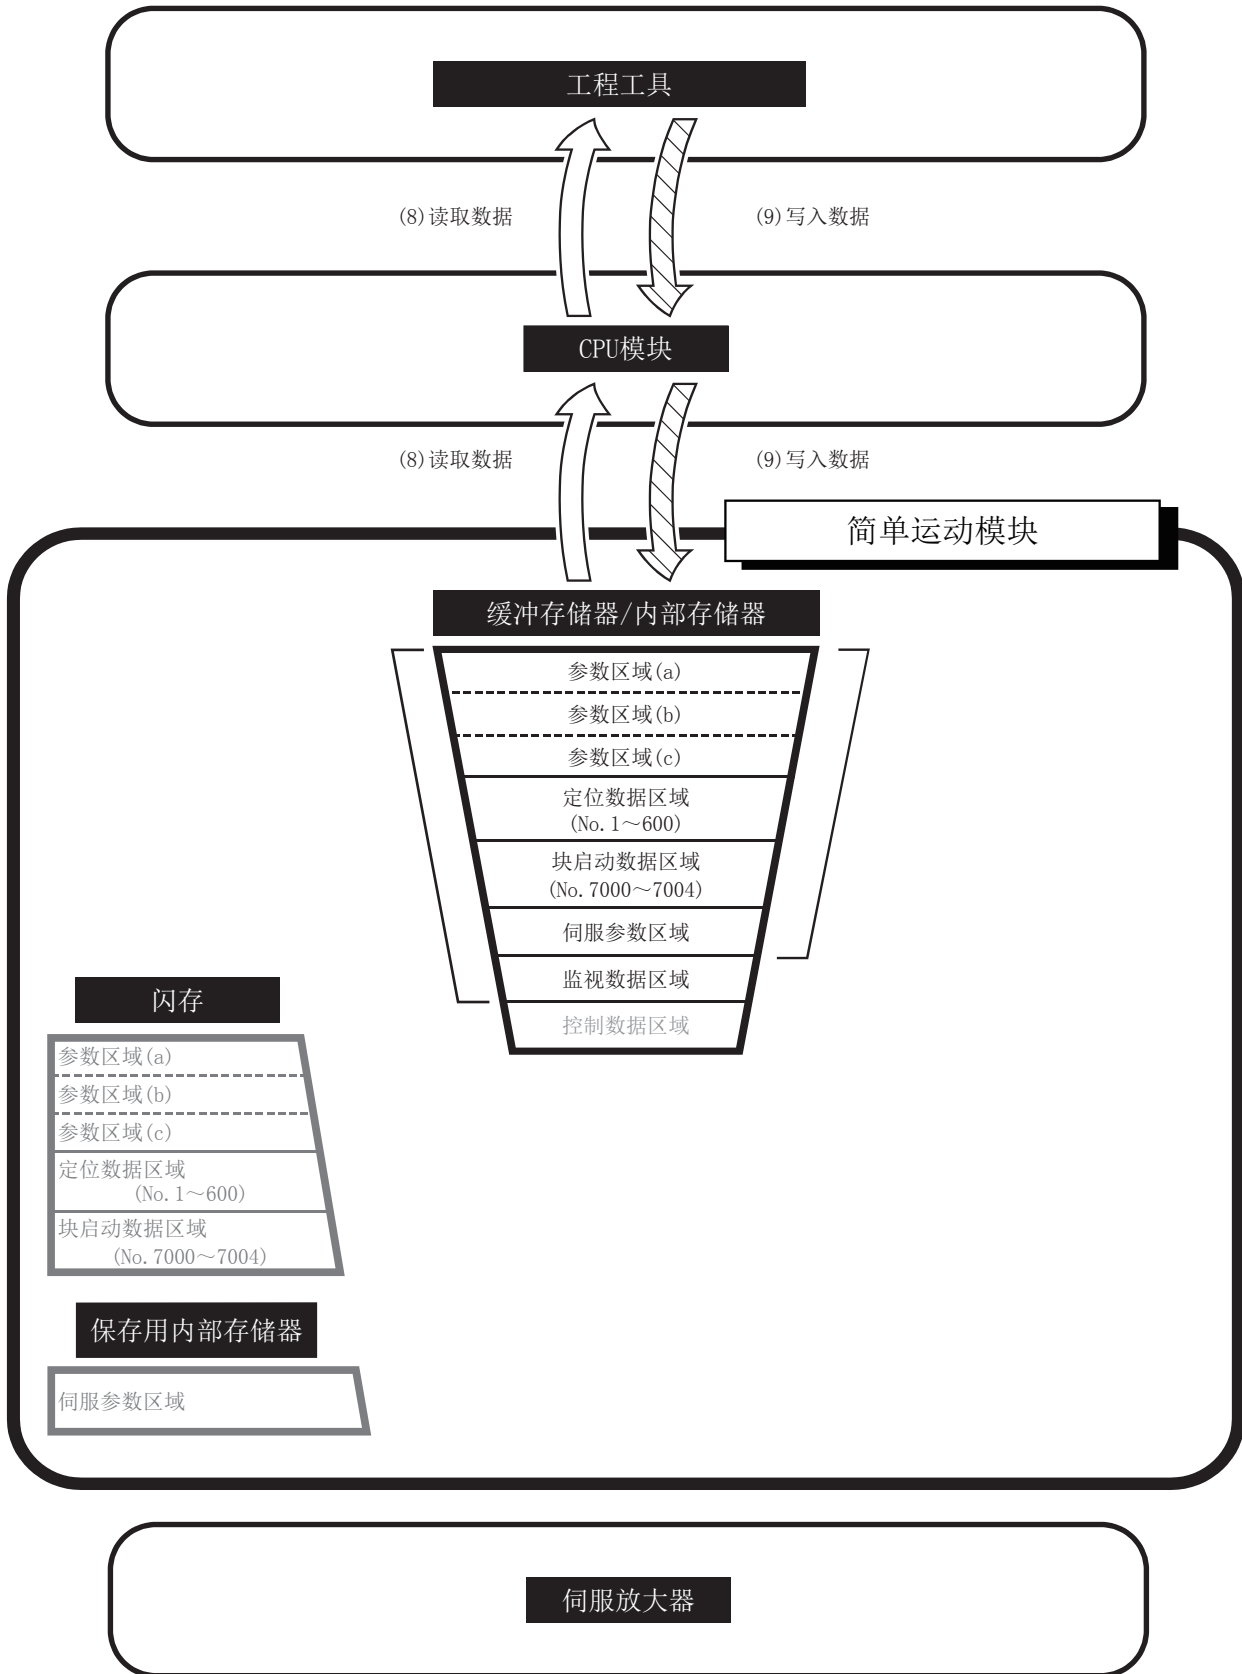 工程工具
(8)读取数据
(9)写入数据
CPU模块
(8)读取数据
(9)写入数据
简单运动模块
缓冲存储器/内部存储器
参数区域(a)
参数区域(b)
参数区域(c)
定位数据区域
(No.1～600)
块启动数据区域
(No.7000～7004)
伺服参数区域
监视数据区域
控制数据区域
闪存
参数区域(a)
参数区域(b)
参数区域(c)
定位数据区域
(No.1～600)
块启动数据区域
(No.7000～7004)
保存用内部存储器
伺服参数区域
伺服放大器